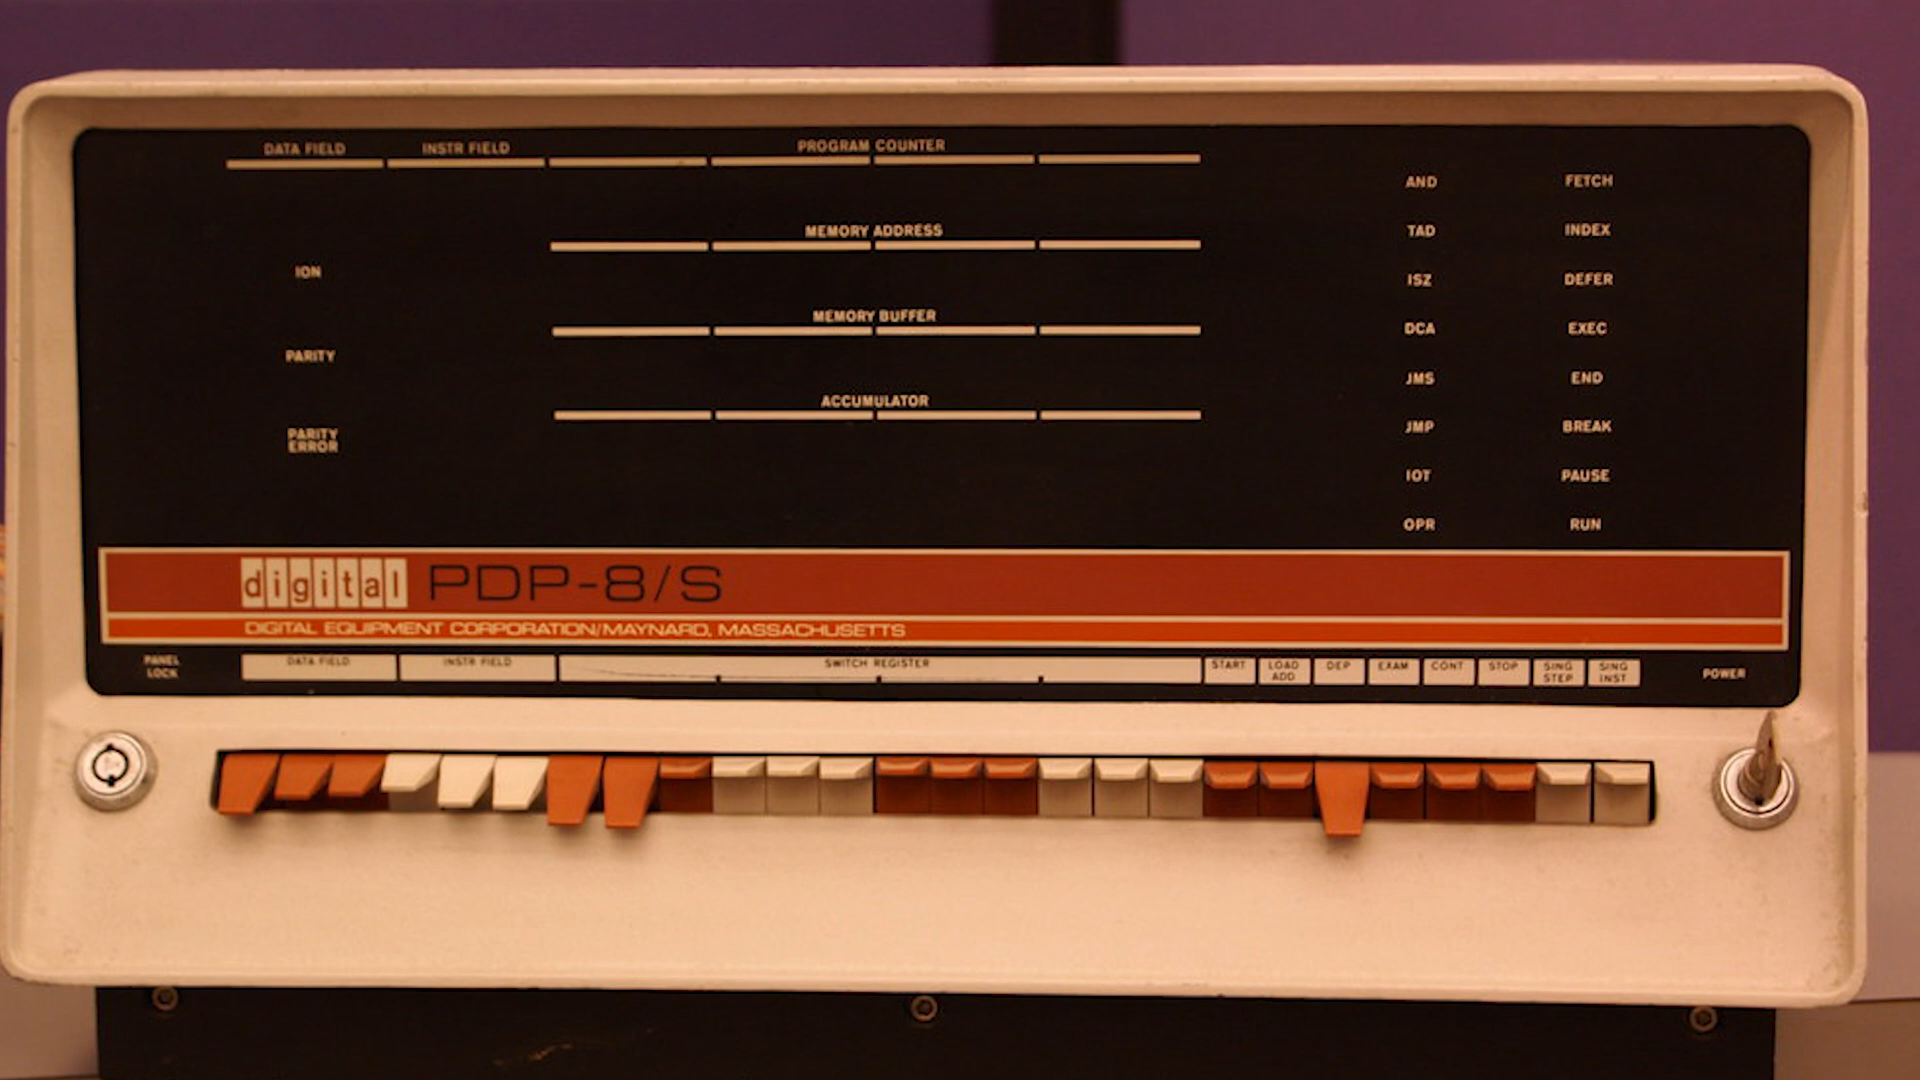 DATA FIELD INSTR FIELD PROGRAM COUNTER
AND FETCH
MEMORY ADDRESS TAD INDEX
ION ISZ DEFER
MEMORY BUFFER DCA EXEC
PARITY JMS END
ACCUMULATOR
PARITY JMP BREAK
ERROR
IOT PAUSE
OPR RUN
digital PDP-8/S
DIGITAL EQUIPMENT CORPORATION/MAYNARD, MASSACHUSETTS
PANEL DATA FIELD INSTR FIELD SWITCH REGISTER START LOAD DEP EXAM CONT STOP SING SING POWER
LOCK ADD STEP INST